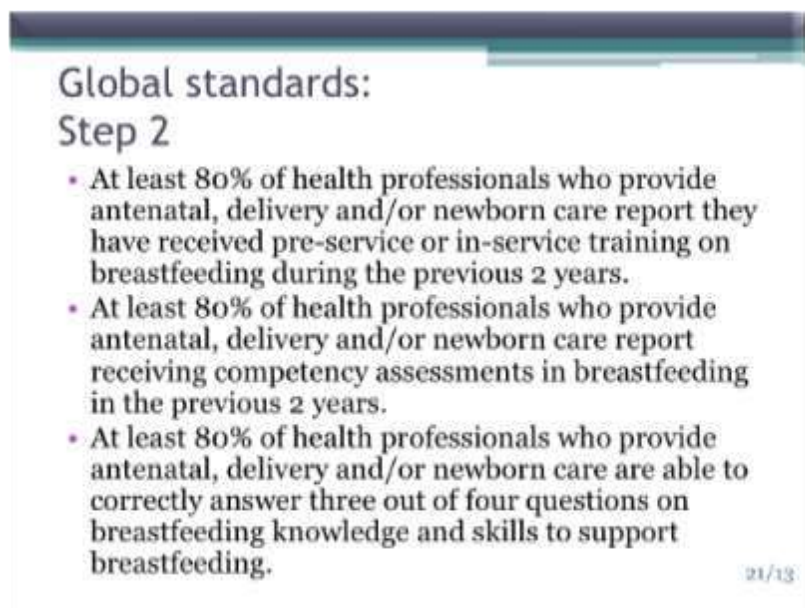 Global standards:
Step 2
• At least 80% of health professionals who provide
antenatal, delivery and/or newborn care report they
have received pre-service or in-service training on
breastfeeding during the previous 2 years.
• At least 80% of health professionals who provide
antenatal, delivery and/or newborn care report
receiving competency assessments in breastfeeding
in the previous 2 years.
• At least 80% of health professionals who provide
antenatal, delivery and/or newborn care are able to
correctly answer three out of four questions on
breastfeeding knowledge and skills to support
breastfeeding.
21/13